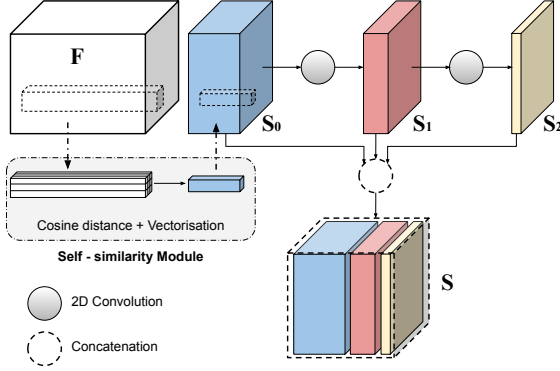 F
S0
S1
S2
Cosine distance + Vectorisation
Self - similarity Module
S
2D Convolution
Concatenation